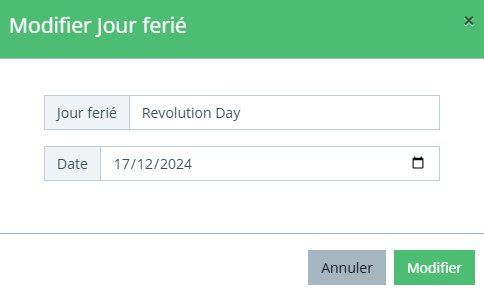 Modifier Jour ferié
×
Jour ferié Revolution Day
Date 17/12/2024
Annuler Modifier